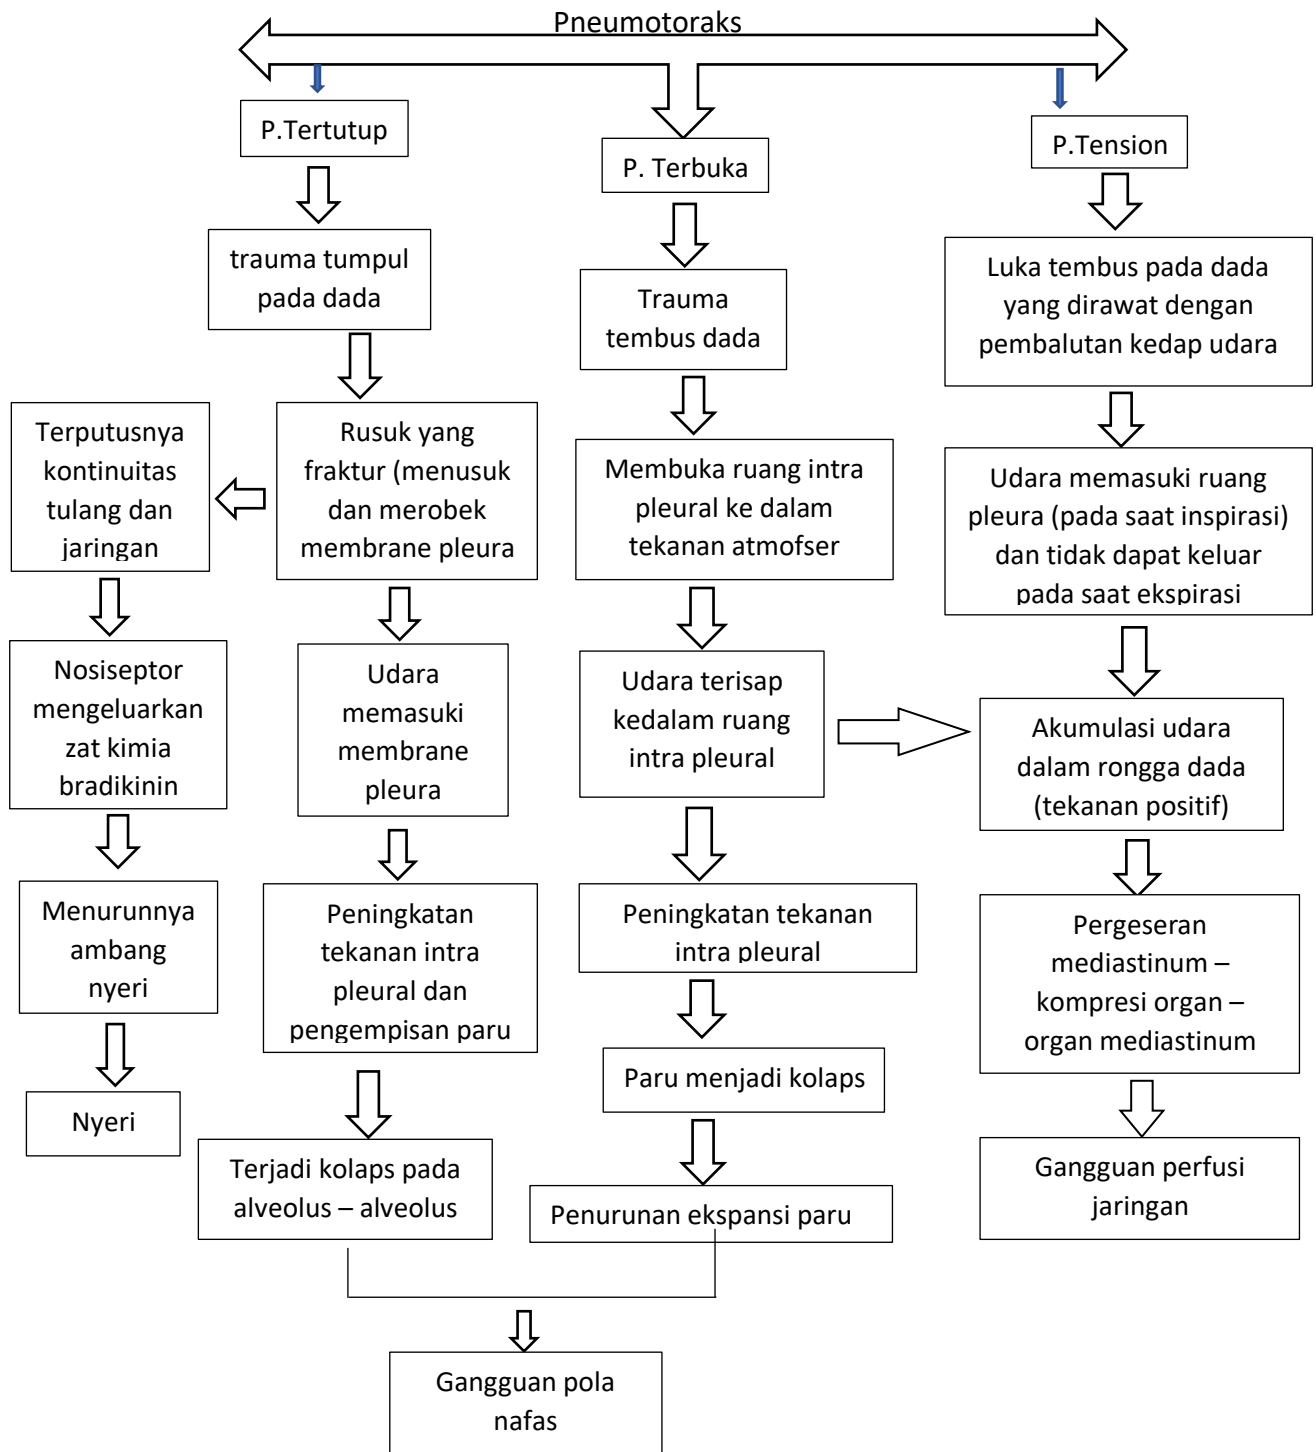 Pneumotoraks
P.Tertutup
P. Terbuka
P.Tension
trauma tumpul
pada dada
Trauma
tembus dada
Luka tembus pada dada
yang dirawat dengan
pembalutan kedap udara
Terputusnya
kontinuitas
tulang dan
jaringan
Rusuk yang
fraktur (menusuk
dan merobek
membrane pleura
Membuka ruang intra
pleural ke dalam
tekanan atmofser
Udara memasuki ruang
pleura (pada saat inspirasi)
dan tidak dapat keluar
pada saat ekspirasi
Nosiseptor
mengeluarkan
zat kimia
bradikinin
Udara
memasuki
membrane
pleura
Udara terisap
kedalam ruang
intra pleural
Akumulasi udara
dalam rongga dada
(tekanan positif)
Menurunnya
ambang
nyeri
Peningkatan
tekanan intra
pleural dan
pengempisan paru
Peningkatan tekanan
intra pleural
Pergeseran
mediastinum –
kompresi organ –
organ mediastinum
Nyeri
Paru menjadi kolaps
Terjadi kolaps pada
alveolus – alveolus
Penurunan ekspansi paru
Gangguan perfusi
jaringan
Gangguan pola
nafas